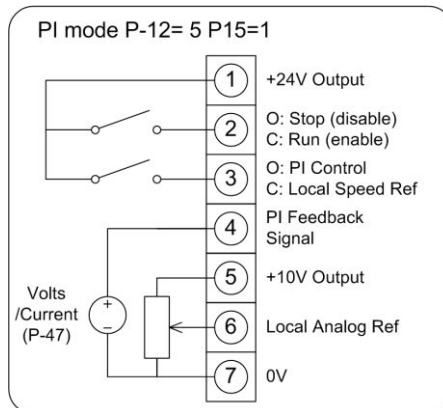 PI mode P-12= 5 P15=1
1
+24V Output
2
O: Stop (disable)
C: Run (enable)
3
O: PI Control
C: Local Speed Ref
4
PI Feedback
Signal
5
+10V Output
Volts
/Current
(P-47)
+
−
6
Local Analog Ref
7
0V